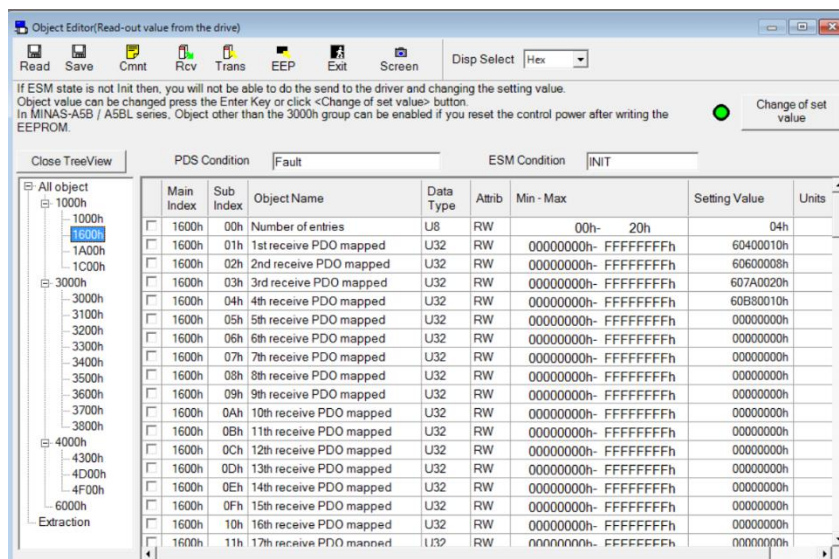 Object Editor(Read-out value from the drive)
Read Save Cmnt Rcv Trans EEP Exit Screen Disp Select Hex
If ESM state is not Init then, you will not be able to do the send to the driver and changing the setting value.
Object value can be changed press the Enter Key or click <Change of set value> button.
In MINAS-A5B / A5BL series, Object other than the 3000h group can be enabled if you reset the control power after writing the
EEPROM.
Change of set
value
Close TreeView PDS Condition Fault ESM Condition INIT
All object
1000h
1000h
1600h
1A00h
1C00h
3000h
3000h
3100h
3200h
3300h
3400h
3500h
3600h
3700h
3800h
4000h
4300h
4D00h
4F00h
6000h
Extraction
Main Index Sub Index Object Name Data Type Attrib Min - Max Setting Value Units
1600h 00h Number of entries U8 RW 00h- 20h 04h
1600h 01h 1st receive PDO mapped U32 RW 00000000h- FFFFFFFFh 60400010h
1600h 02h 2nd receive PDO mapped U32 RW 00000000h- FFFFFFFFh 60600008h
1600h 03h 3rd receive PDO mapped U32 RW 00000000h- FFFFFFFFh 607A0020h
1600h 04h 4th receive PDO mapped U32 RW 00000000h- FFFFFFFFh 60B80010h
1600h 05h 5th receive PDO mapped U32 RW 00000000h- FFFFFFFFh 00000000h
1600h 06h 6th receive PDO mapped U32 RW 00000000h- FFFFFFFFh 00000000h
1600h 07h 7th receive PDO mapped U32 RW 00000000h- FFFFFFFFh 00000000h
1600h 08h 8th receive PDO mapped U32 RW 00000000h- FFFFFFFFh 00000000h
1600h 09h 9th receive PDO mapped U32 RW 00000000h- FFFFFFFFh 00000000h
1600h 0Ah 10th receive PDO mapped U32 RW 00000000h- FFFFFFFFh 00000000h
1600h 0Bh 11th receive PDO mapped U32 RW 00000000h- FFFFFFFFh 00000000h
1600h 0Ch 12th receive PDO mapped U32 RW 00000000h- FFFFFFFFh 00000000h
1600h 0Dh 13th receive PDO mapped U32 RW 00000000h- FFFFFFFFh 00000000h
1600h 0Eh 14th receive PDO mapped U32 RW 00000000h- FFFFFFFFh 00000000h
1600h 0Fh 15th receive PDO mapped U32 RW 00000000h- FFFFFFFFh 00000000h
1600h 10h 16th receive PDO mapped U32 RW 00000000h- FFFFFFFFh 00000000h
1600h 11h 17th receive PDO mapped U32 RW 00000000h- FFFFFFFFh 00000000h